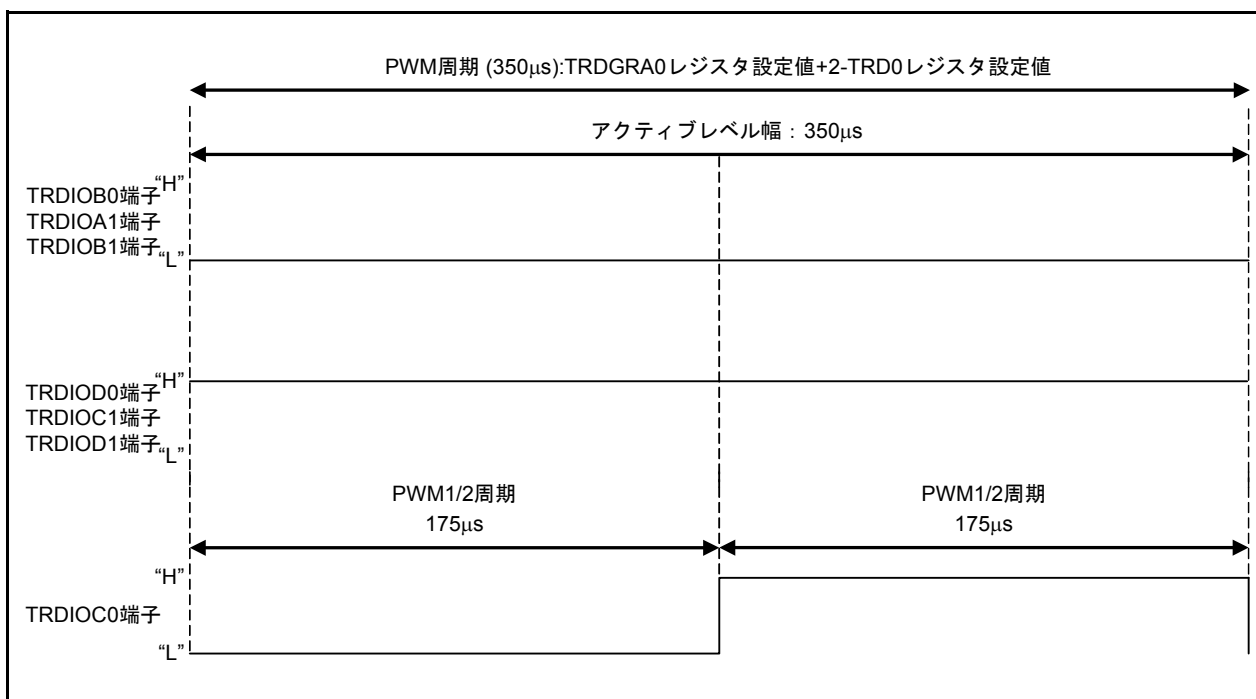 PWM周期 (350μs):TRDGRA0レジスタ設定値+2-TRD0レジスタ設定値
アクティブレベル幅：350μs
“H”
TRDIOB0端子
TRDIOA1端子
TRDIOB1端子
“L”
“H”
TRDIOD0端子
TRDIOC1端子
TRDIOD1端子
“L”
PWM1/2周期
175μs
PWM1/2周期
175μs
“H”
TRDIOC0端子
“L”